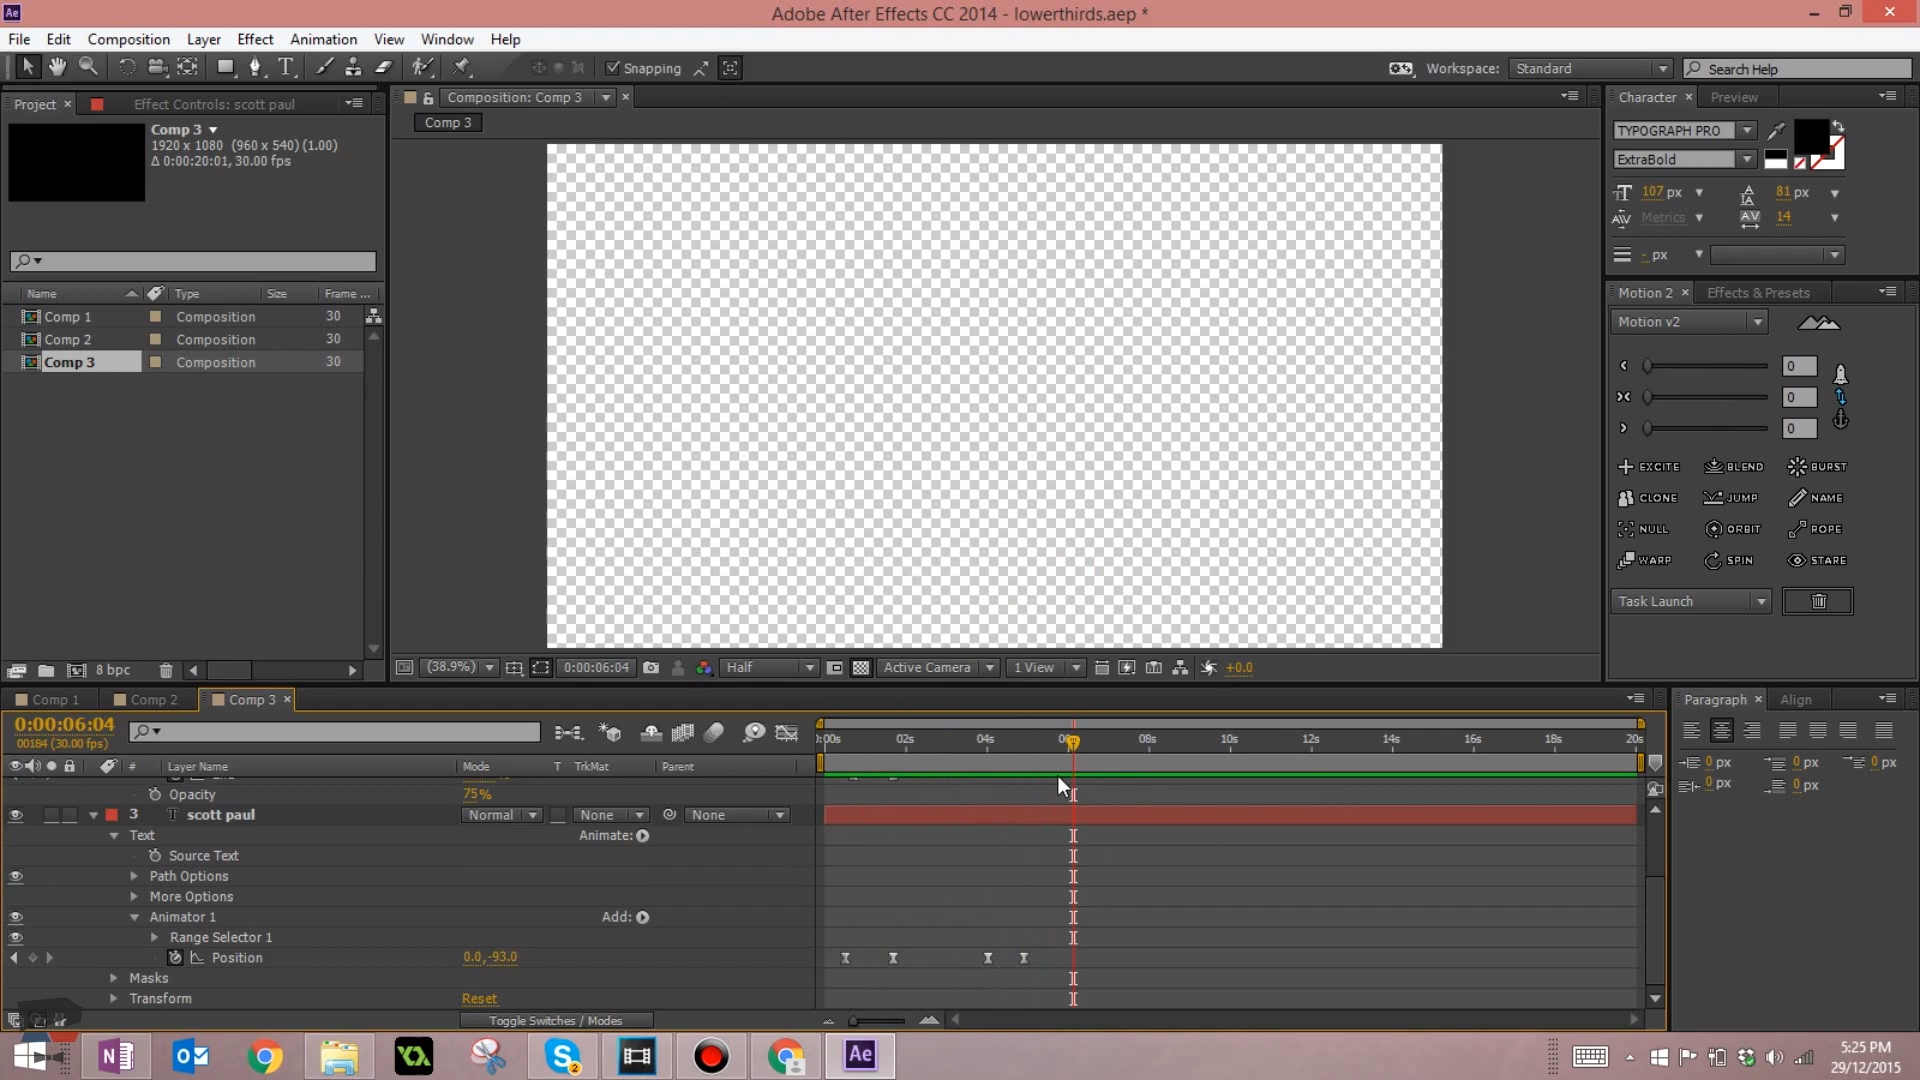 Ae
Adobe After Effects CC 2014 - lowerthirds.aep *
File Edit Composition Layer Effect Animation View Window Help
Snapping
Workspace: Standard
Search Help
Project × Effect Controls: scott paul
Composition: Comp 3 ×
Character × Preview
Comp 3
Comp 3
1920 x 1080 (960 x 540) (1.00)
Δ 0:00:20:01, 30.00 fps
TYPOGRAPH PRO
ExtraBold
107 px 81 px
Metrics 14
- px
Name Type Size Frame ...
Comp 1 Composition 30
Comp 2 Composition 30
Comp 3 Composition 30
Motion 2 × Effects & Presets
Motion v2
0
0
0
EXCITE BLEND BURST
CLONE JUMP NAME
NULL ORBIT ROPE
WARP SPIN STARE
Task Launch
8 bpc
(38.9%) 0:00:06:04 Half Active Camera 1 View +0.0
Comp 1 Comp 2 Comp 3 ×
Paragraph × Align
0:00:06:04
00184 (30.00 fps)
02s 04s 08s 10s 12s 14s 16s 18s 20s
# Layer Name Mode T TrkMat Parent
0 px 0 px 0 px
0 px 0 px
Opacity 75%
3 T scott paul Normal None None
Text Animate:
Source Text
Path Options
More Options
Animator 1 Add:
Range Selector 1
Position 0.0,-93.0
Masks
Transform Reset
Toggle Switches / Modes
2
Ae
5:25 PM
29/12/2015